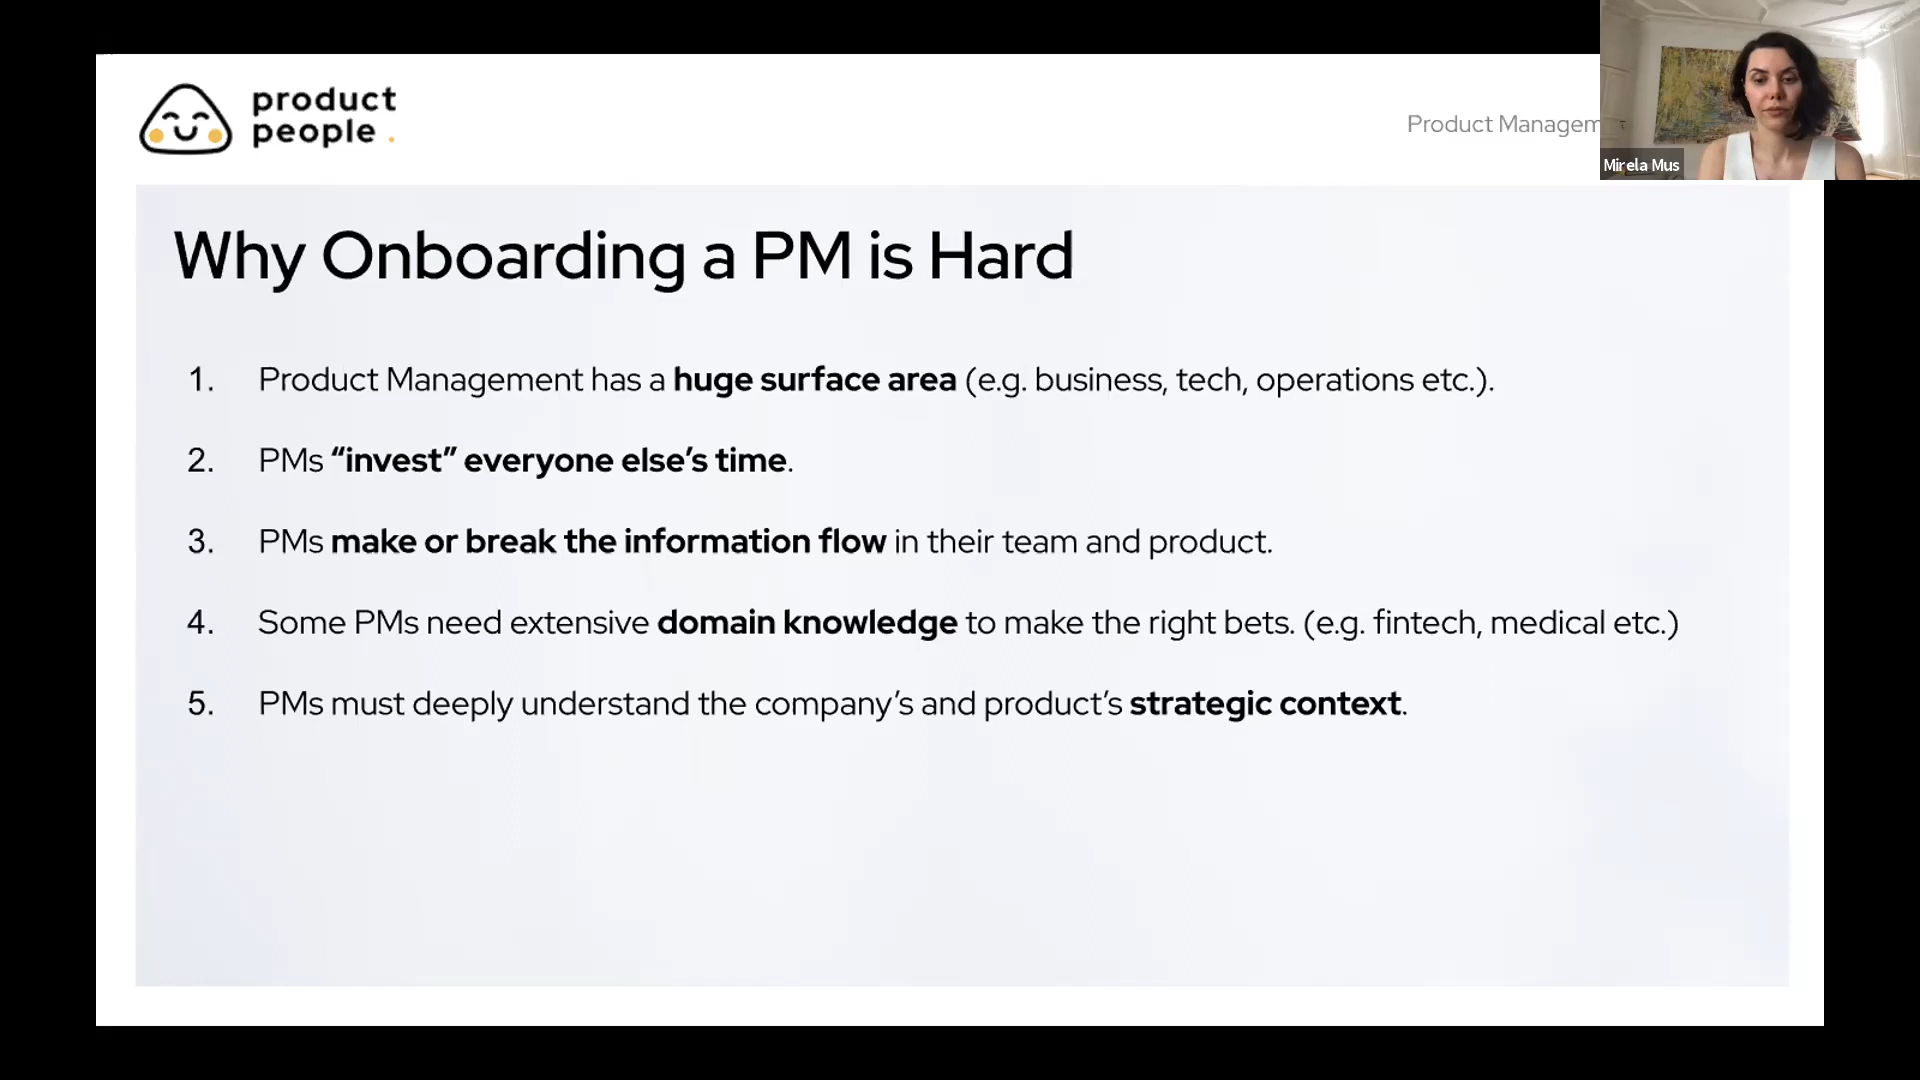 product
people.
Product Managem
Mirela Mus
Why Onboarding a PM is Hard
1. Product Management has a huge surface area (e.g. business, tech, operations etc.).
2. PMs “invest” everyone else’s time.
3. PMs make or break the information flow in their team and product.
4. Some PMs need extensive domain knowledge to make the right bets. (e.g. fintech, medical etc.)
5. PMs must deeply understand the company’s and product’s strategic context.